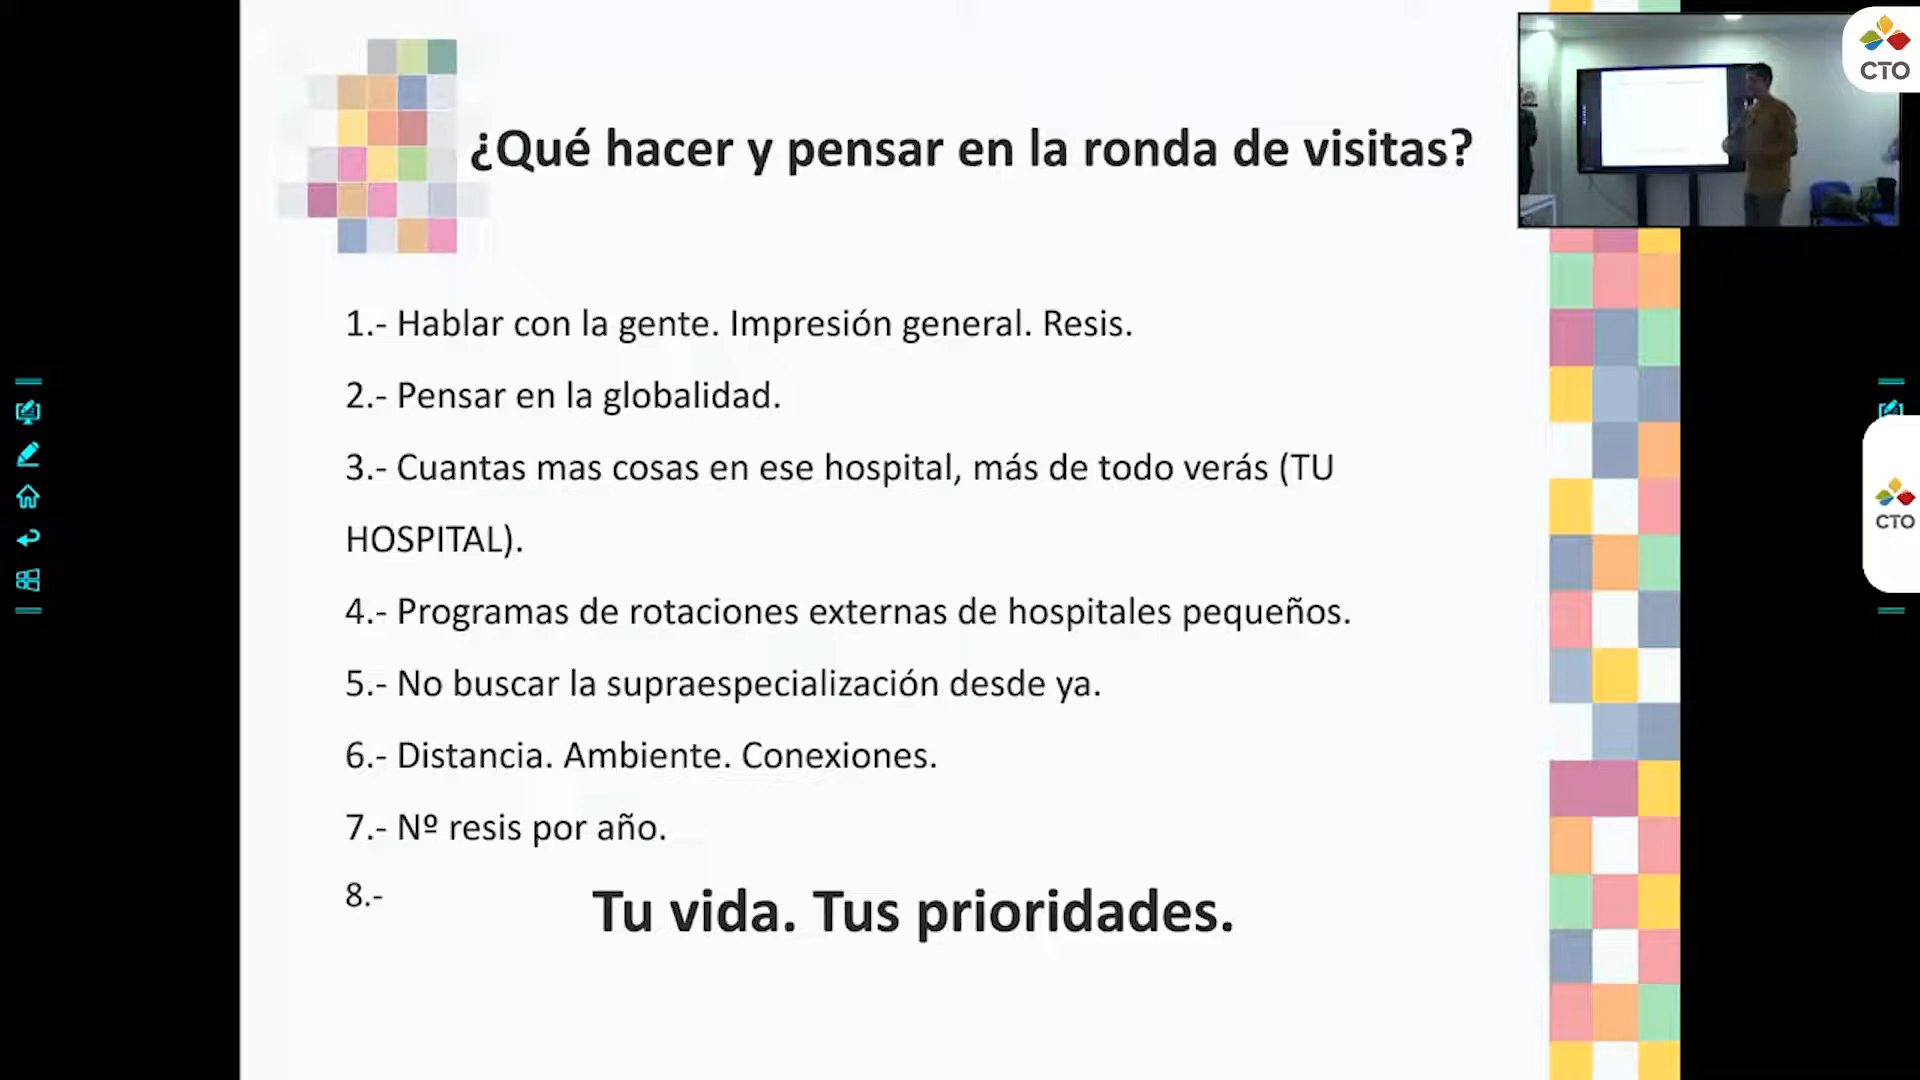 CTO
¿Qué hacer y pensar en la ronda de visitas?
1.- Hablar con la gente. Impresión general. Resis.
2.- Pensar en la globalidad.
3.- Cuantas mas cosas en ese hospital, más de todo verás (TU
HOSPITAL).
4.- Programas de rotaciones externas de hospitales pequeños.
5.- No buscar la supraespecialización desde ya.
6.- Distancia. Ambiente. Conexiones.
7.- Nº resis por año.
8.- Tu vida. Tus prioridades.
CTO